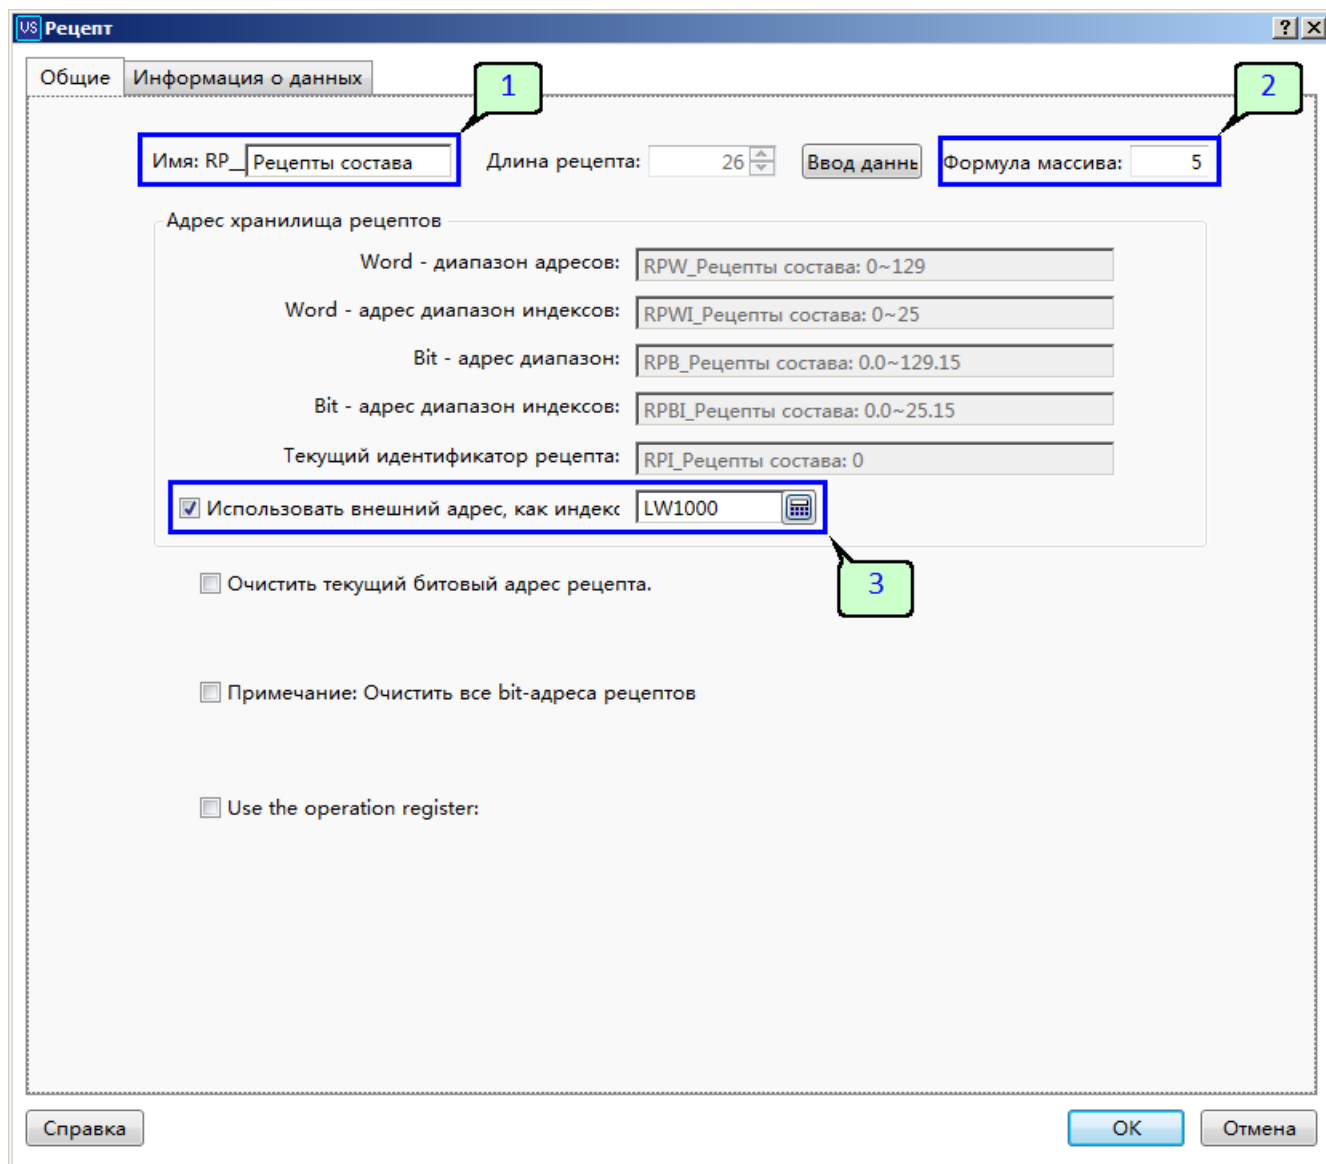 VS Рецепт
Общие Информация о данных
1 2
Имя: RP_ Рецепты состава Длина рецепта: 26 Ввод даннь Формула массива: 5
Адрес хранилища рецептов
Word - диапазон адресов: RPW_Рецепты состава: 0~129
Word - адрес диапазон индексов: RPWI_Рецепты состава: 0~25
Bit - адрес диапазон: RPB_Рецепты состава: 0.0~129.15
Bit - адрес диапазон индексов: RPBI_Рецепты состава: 0.0~25.15
Текущий идентификатор рецепта: RPI_Рецепты состава: 0
Использовать внешний адрес, как индекс LW1000
3
Очистить текущий битовый адрес рецепта.
Примечание: Очистить все bit-адреса рецептов
Use the operation register:
Справка OK Отмена